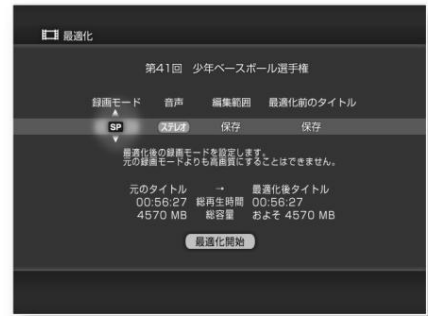 最適化
第41回 少年ベースボール選手権
録画モード 音声 編集範囲 最適化前のタイトル
SP ステレオ 保存 保存
最適化後の録画モードを設定します。
元の録画モードよりも高画質にすることはできません。
元のタイトル → 最適化後タイトル
00:56:27 総再生時間 00:56:27
4570 MB 総容量 およそ 4570 MB
最適化開始